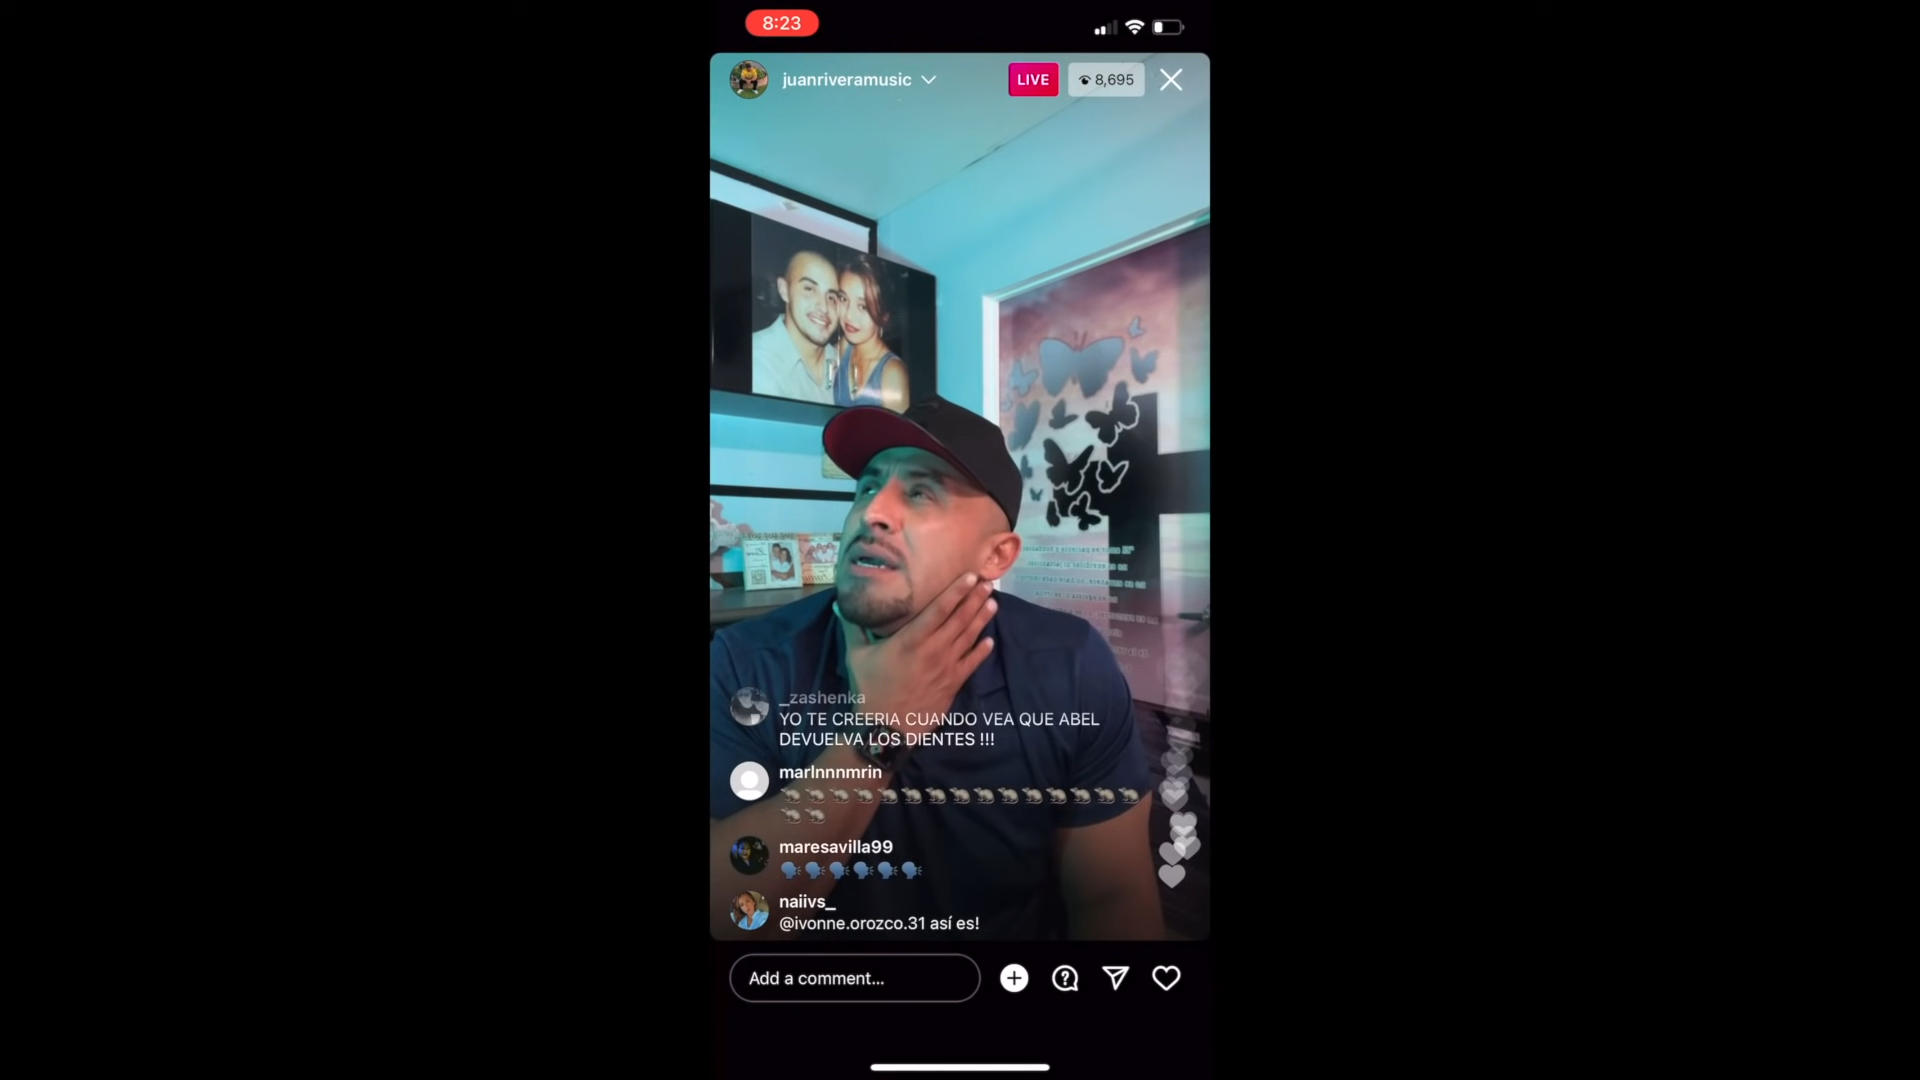 8:23
juanriveramusic
LIVE
8,695
_zashenka
YO TE CREERIA CUANDO VEA QUE ABEL
DEVUELVA LOS DIENTES !!!
marlnnnmrin
🐀🐀🐀🐀🐀🐀🐀🐀🐀🐀🐀🐀🐀🐀🐀
🐀🐀
maresavilla99
🗣🗣🗣🗣🗣🗣
naiivs_
@ivonne.orozco.31 así es!
Add a comment...